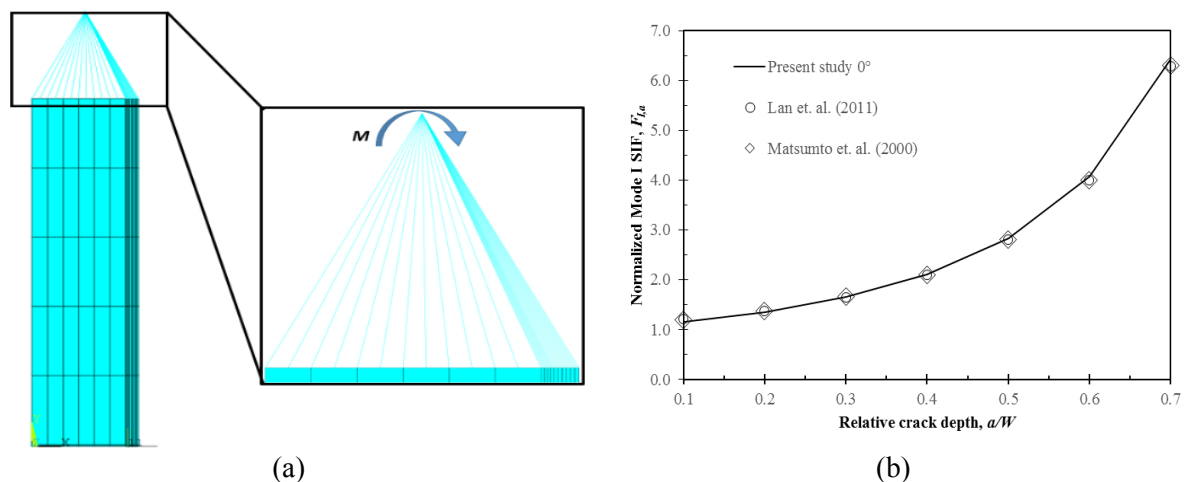 M
X
(a)
7.0
6.0
5.0
4.0
3.0
2.0
1.0
0.0
Normalized Mode I SIF, F_I,a
Present study 0°
Lan et. al. (2011)
Matsumto et. al. (2000)
0.1 0.2 0.3 0.4 0.5 0.6 0.7
Relative crack depth, a/W
(b)